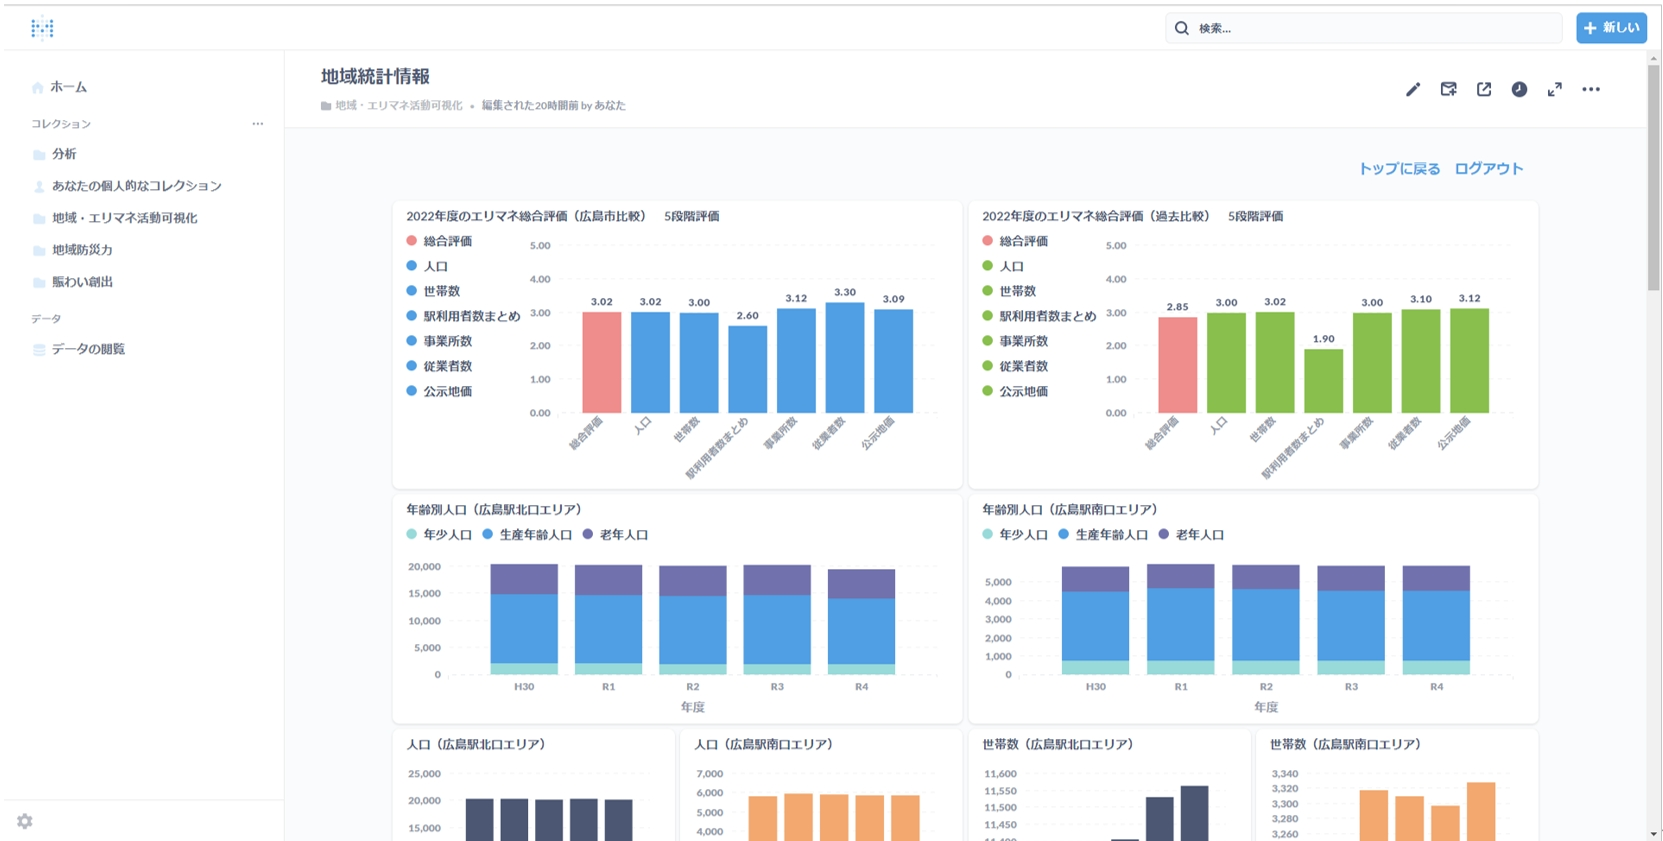 検索...
新しい
ホーム
コレクション
分析
あなたの個人的なコレクション
地域・エリマネ活動可視化
地域防災力
賑わい創出
データ
データの閲覧
地域統計情報
地域・エリマネ活動可視化 • 編集された20時間前 by あなた
トップに戻る ログアウト
2022年度のエリマネ総合評価（広島市比較） 5段階評価
総合評価
人口
世帯数
駅利用者数まとめ
事業所数
従業者数
公示地価
5.00
4.00
3.00
2.00
1.00
0.00
3.02 3.02 3.00 2.60 3.12 3.30 3.09
総合評価 人口 世帯数 駅利用者数まとめ 事業所数 従業者数 公示地価
2022年度のエリマネ総合評価（過去比較） 5段階評価
総合評価
人口
世帯数
駅利用者数まとめ
事業所数
従業者数
公示地価
5.00
4.00
3.00
2.00
1.00
0.00
2.85 3.00 3.02 1.90 3.00 3.10 3.12
総合評価 人口 世帯数 駅利用者数まとめ 事業所数 従業者数 公示地価
年齢別人口（広島駅北口エリア）
年少人口 生産年齢人口 老年人口
20,000
15,000
10,000
5,000
0
H30 R1 R2 R3 R4
年度
年齢別人口（広島駅南口エリア）
年少人口 生産年齢人口 老年人口
5,000
4,000
3,000
2,000
1,000
0
H30 R1 R2 R3 R4
年度
人口（広島駅北口エリア）
25,000
20,000
15,000
人口（広島駅南口エリア）
7,000
6,000
5,000
4,000
世帯数（広島駅北口エリア）
11,600
11,550
11,500
11,450
世帯数（広島駅南口エリア）
3,340
3,320
3,300
3,280
3,260